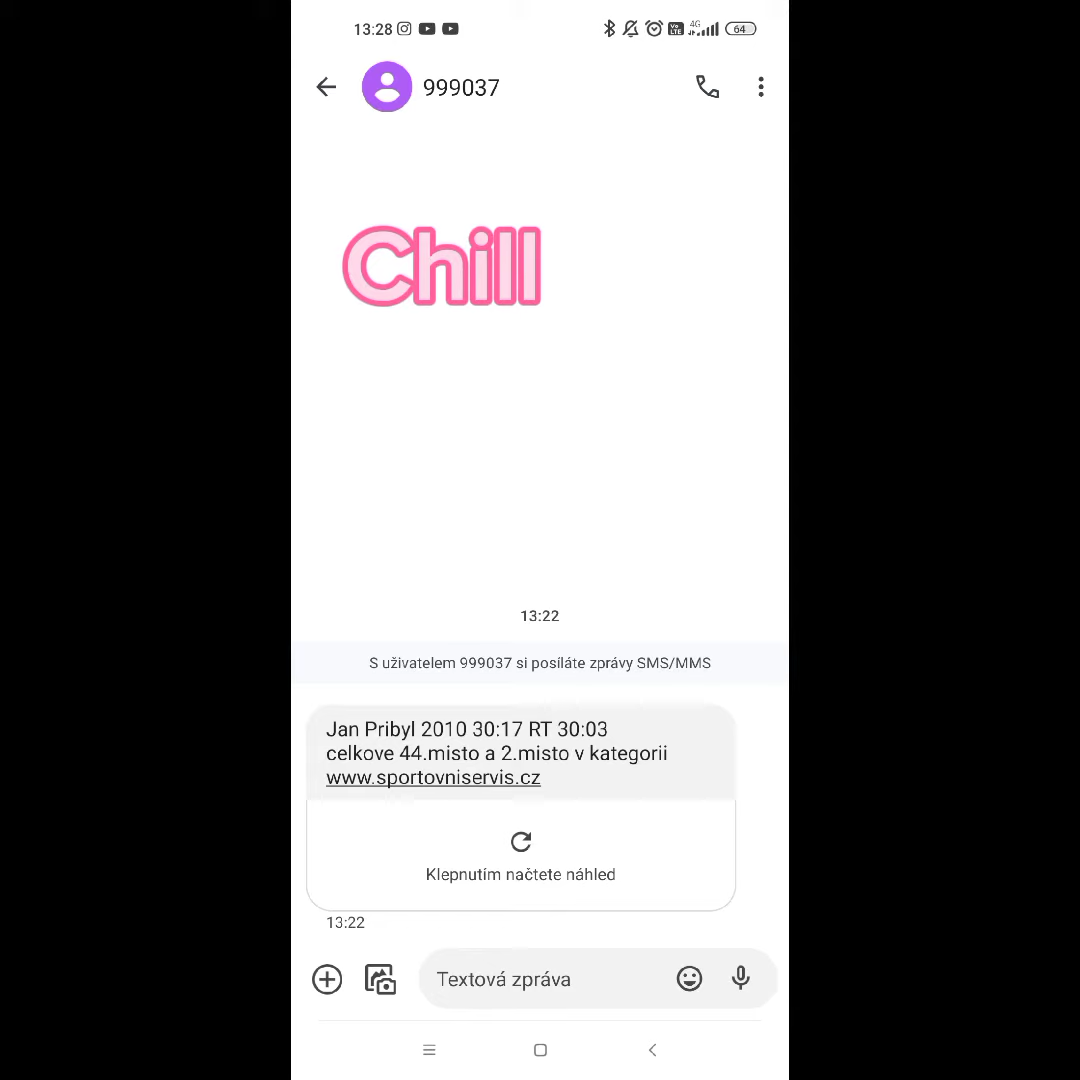 13:28
4G
64
999037
Chill
13:22
S uživatelem 999037 si posíláte zprávy SMS/MMS
Jan Pribyl 2010 30:17 RT 30:03
celkove 44.misto a 2.misto v kategorii
www.sportovniservis.cz
Klepnutím načtete náhled
13:22
Textová zpráva